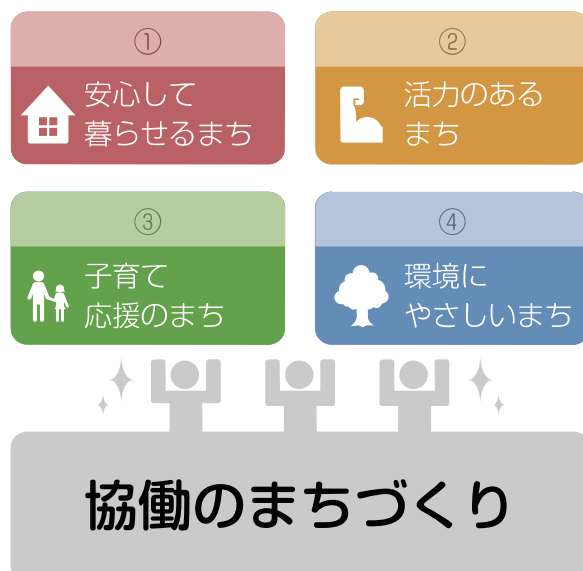 ①
安心して
暮らせるまち
②
活力のある
まち
③
子育て
応援のまち
④
環境に
やさしいまち
協働のまちづくり